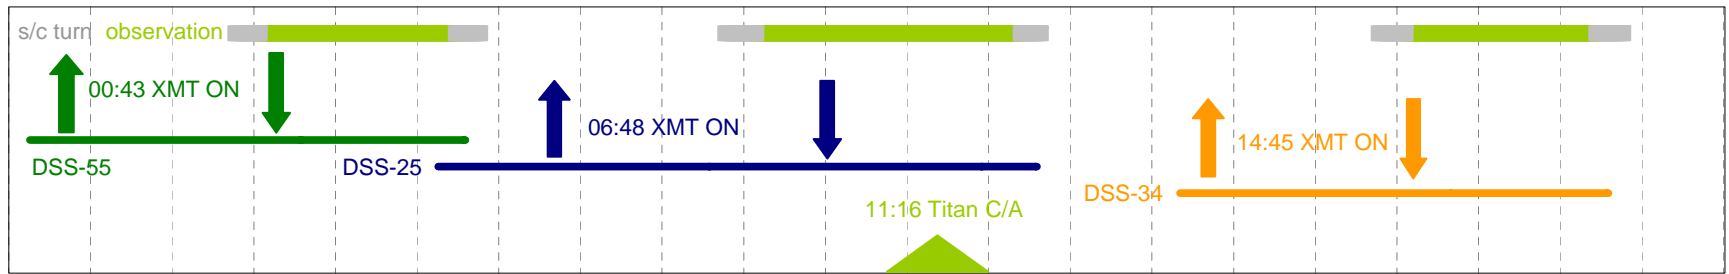 s/c turn observation
00:43 XMT ON
06:48 XMT ON
14:45 XMT ON
DSS-55
DSS-25
DSS-34
11:16 Titan C/A